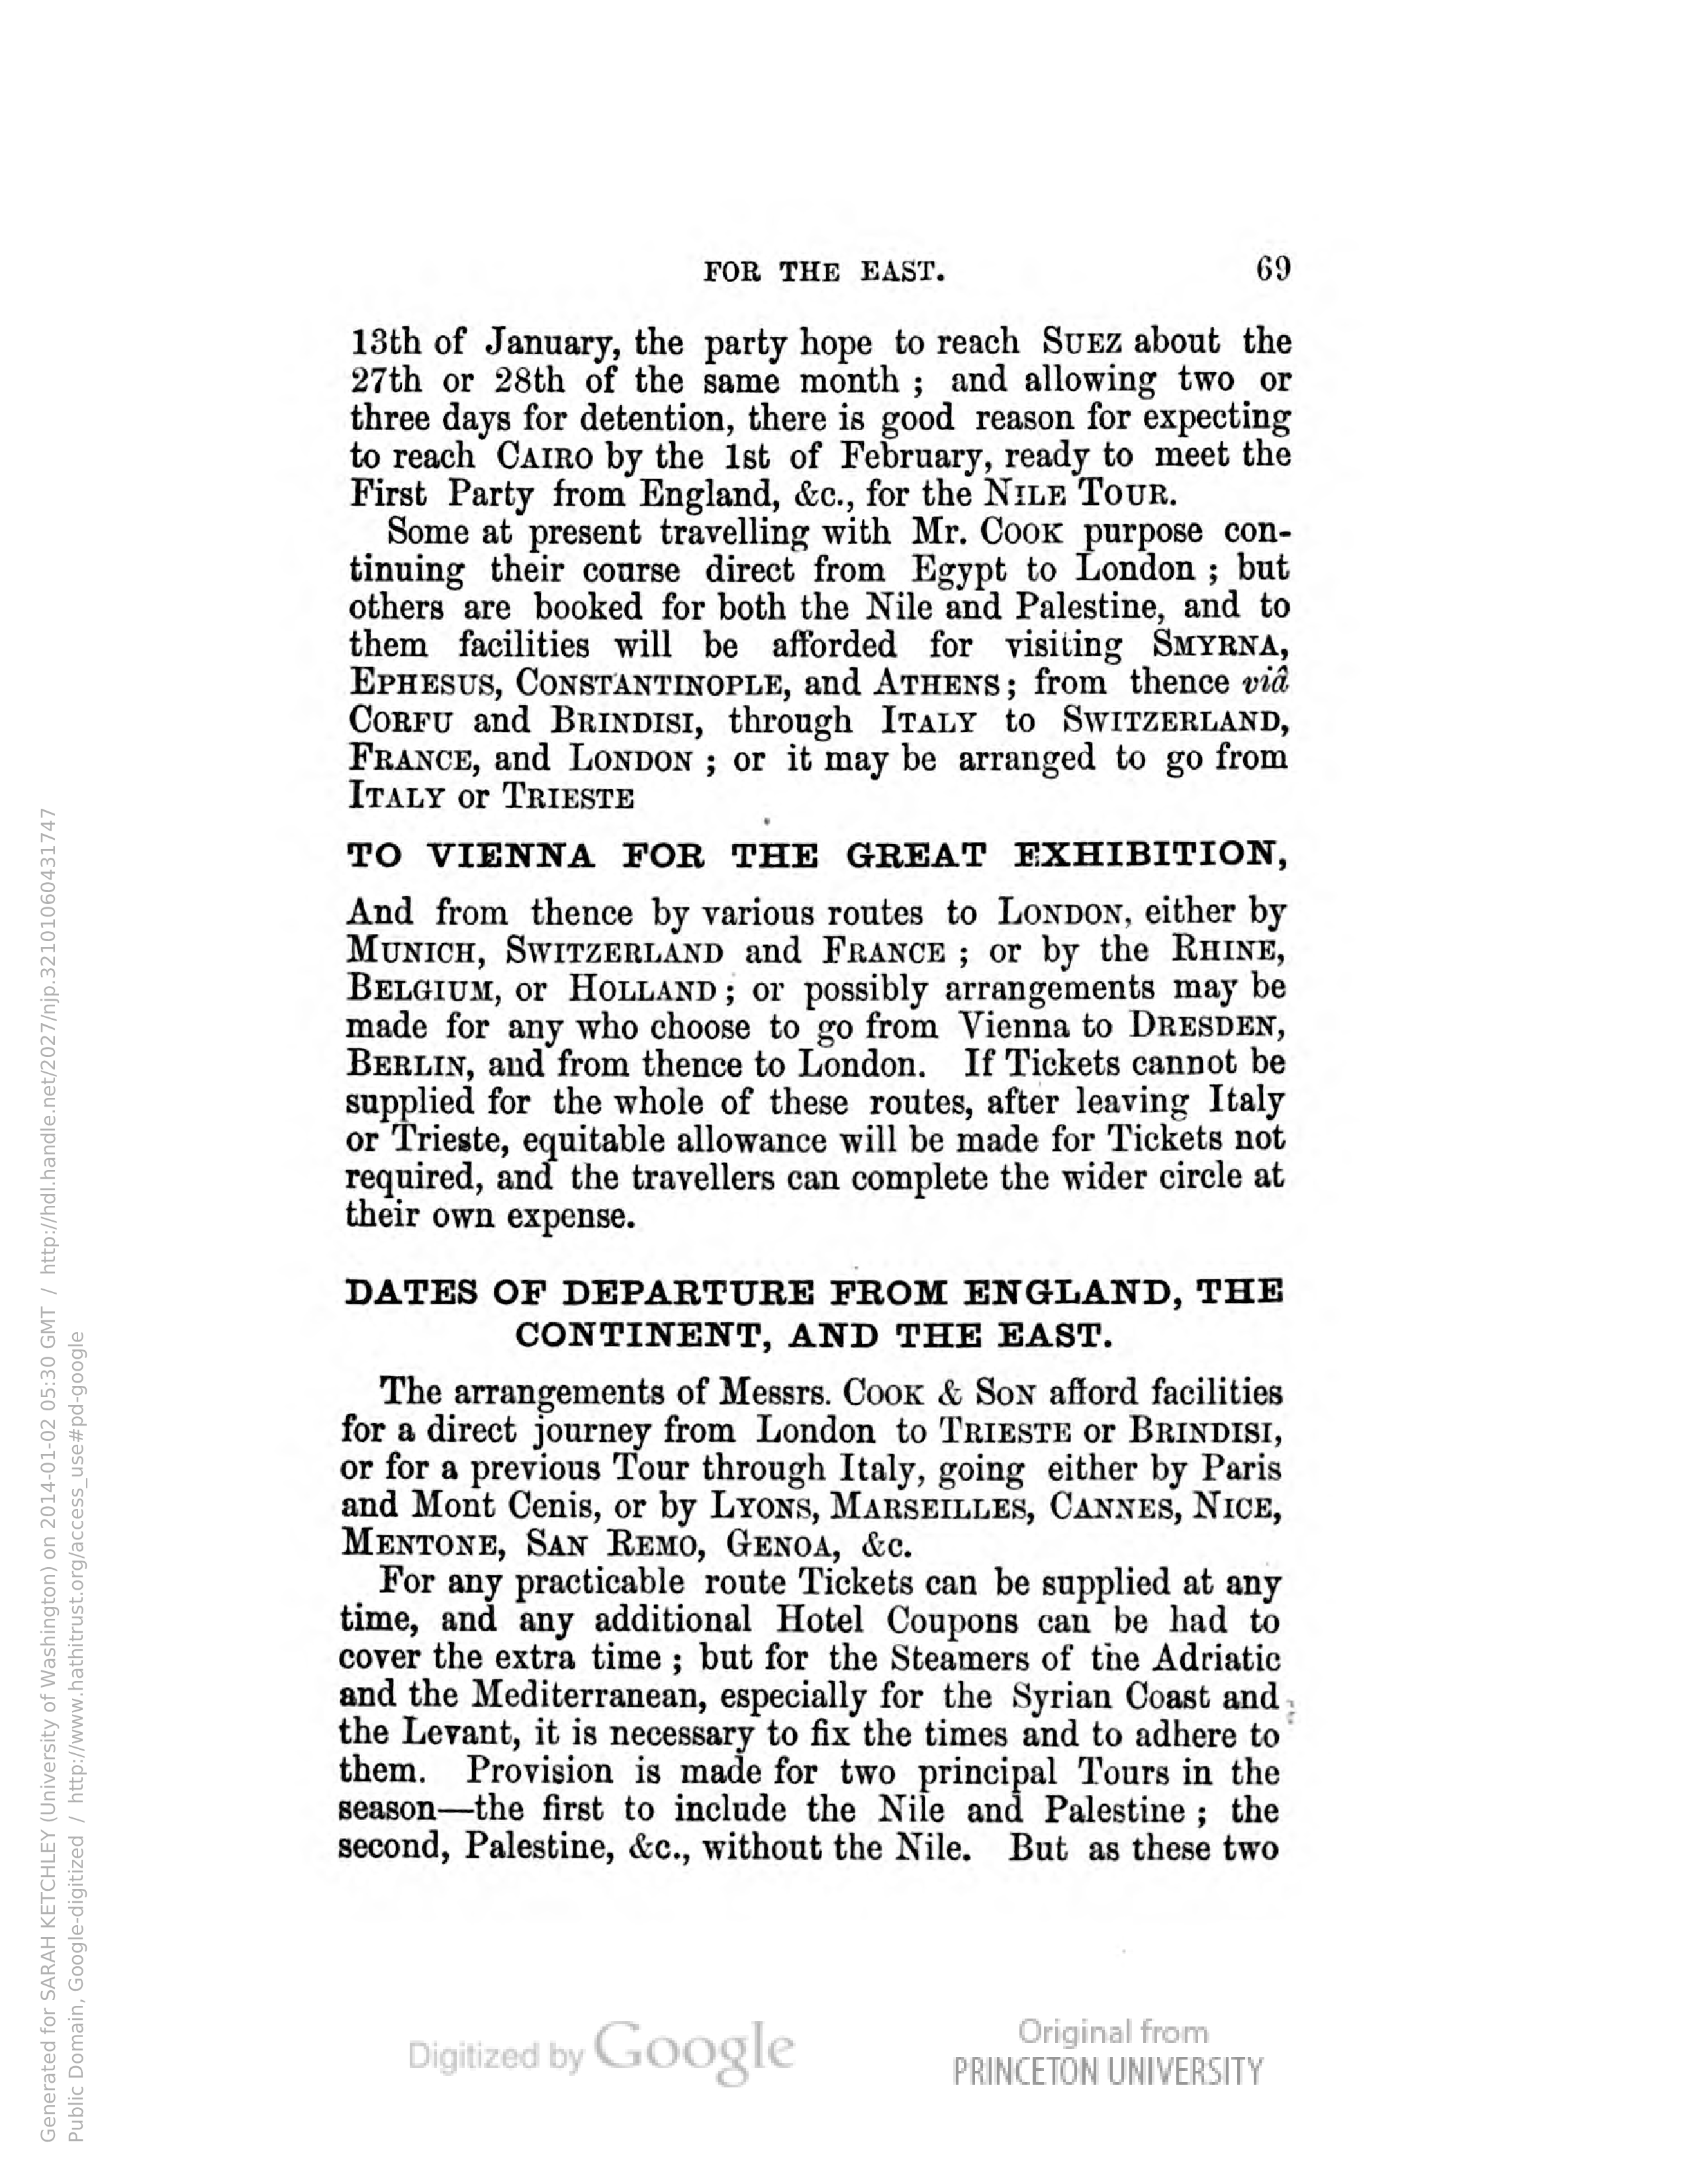 FOR THE EAST. 69
13th of January, the party hope to reach SUEZ about the
27th or 28th of the same month ; and allowing two or
three days for detention, there is good reason for expecting
to reach CAIRO by the 1st of February, ready to meet the
First Party from England, &c., for the NILE TOUR.
Some at present travelling with Mr. COOK purpose con-
tinuing their course direct from Egypt to London ; but
others are booked for both the Nile and Palestine, and to
them facilities will be afforded for visiting SMYRNA,
EPHESUS, CONSTANTINOPLE, and ATHENS ; from thence viâ
CORFU and BRINDISI, through ITALY to SWITZERLAND,
FRANCE, and LONDON ; or it may be arranged to go from
ITALY or TRIESTE
TO VIENNA FOR THE GREAT EXHIBITION,
And from thence by various routes to LONDON, either by
MUNICH, SWITZERLAND and FRANCE ; or by the RHINE,
BELGIUM, or HOLLAND ; or possibly arrangements may be
made for any who choose to go from Vienna to DRESDEN,
BERLIN, and from thence to London. If Tickets cannot be
supplied for the whole of these routes, after leaving Italy
or Trieste, equitable allowance will be made for Tickets not
required, and the travellers can complete the wider circle at
their own expense.
DATES OF DEPARTURE FROM ENGLAND, THE
CONTINENT, AND THE EAST.
The arrangements of Messrs. COOK & SON afford facilities
for a direct journey from London to TRIESTE or BRINDISI,
or for a previous Tour through Italy, going either by Paris
and Mont Cenis, or by LYONS, MARSEILLES, CANNES, NICE,
MENTONE, SAN REMO, GENOA, &c.
For any practicable route Tickets can be supplied at any
time, and any additional Hotel Coupons can be had to
cover the extra time ; but for the Steamers of the Adriatic
and the Mediterranean, especially for the Syrian Coast and
the Levant, it is necessary to fix the times and to adhere to
them. Provision is made for two principal Tours in the
season—the first to include the Nile and Palestine ; the
second, Palestine, &c., without the Nile. But as these two
Digitized by Google
Original from
PRINCETON UNIVERSITY
Generated for SARAH KETCHLEY (University of Washington) on 2014-01-02 05:30 GMT / http://hdl.handle.net/2027/njp.32101060431747
Public Domain, Google-digitized / http://www.hathitrust.org/access_use#pd-google